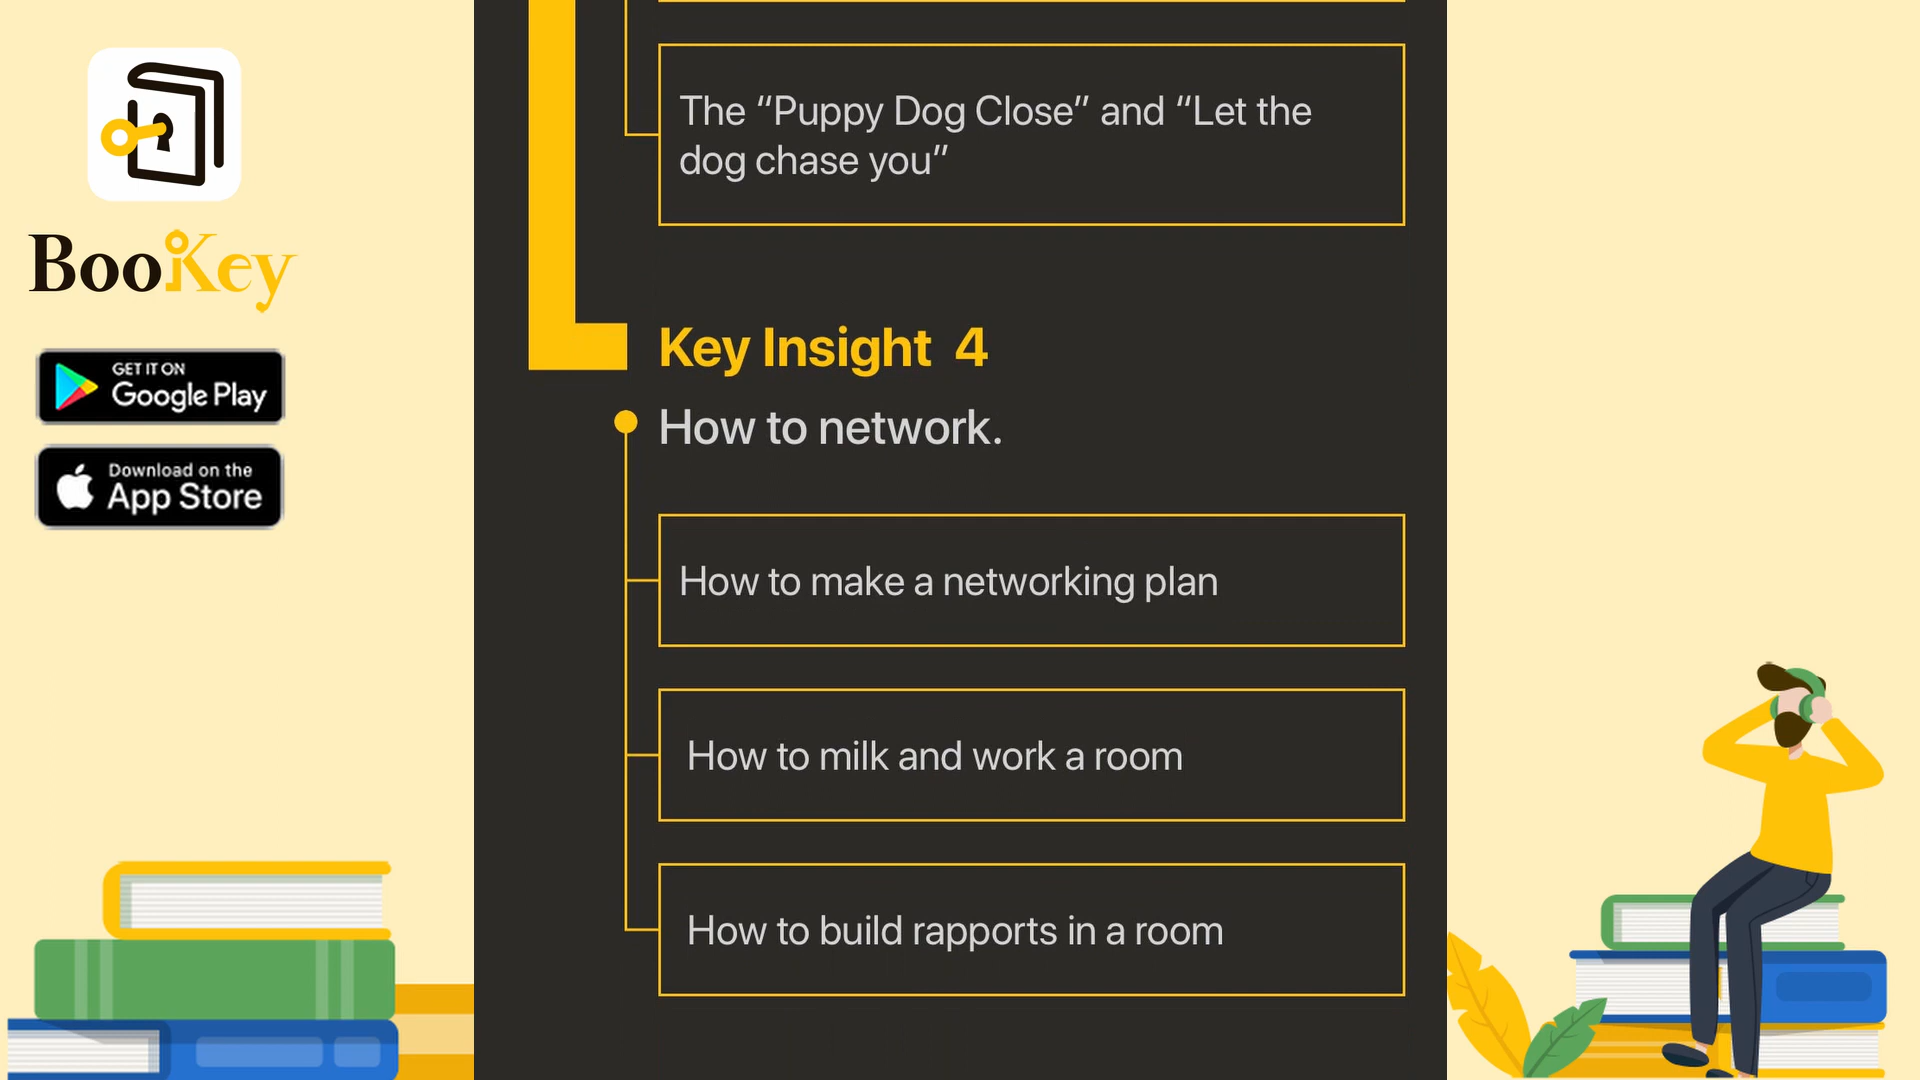 BooKey
GET IT ON
Google Play
Download on the
App Store
The “Puppy Dog Close” and “Let the
dog chase you”
Key Insight 4
How to network.
How to make a networking plan
How to milk and work a room
How to build rapports in a room